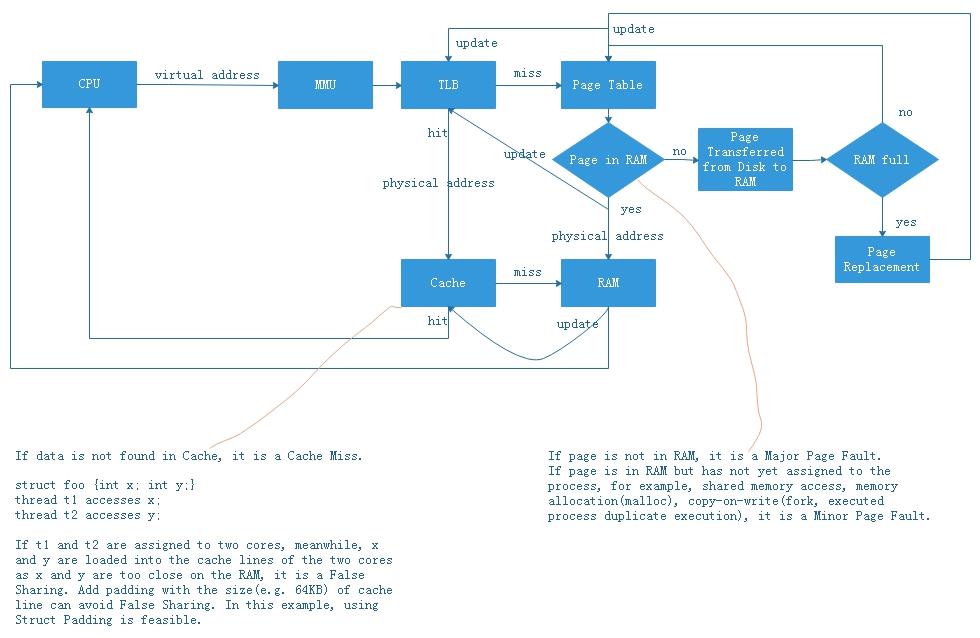 update
update
CPU
virtual address
MMU
TLB
miss
Page Table
no
hit
update
Page in RAM
no
Page
Transferred
from Disk to
RAM
RAM full
physical address
yes
yes
physical address
Page
Replacement
Cache
miss
RAM
hit
update
If data is not found in Cache, it is a Cache Miss.
struct foo {int x; int y;}
thread t1 accesses x;
thread t2 accesses y;
If t1 and t2 are assigned to two cores, meanwhile, x
and y are loaded into the cache lines of the two cores
as x and y are too close on the RAM, it is a False
Sharing. Add padding with the size(e.g. 64KB) of cache
line can avoid False Sharing. In this example, using
Struct Padding is feasible.
If page is not in RAM, it is a Major Page Fault.
If page is in RAM but has not yet assigned to the
process, for example, shared memory access, memory
allocation(malloc), copy-on-write(fork, executed
process duplicate execution), it is a Minor Page Fault.